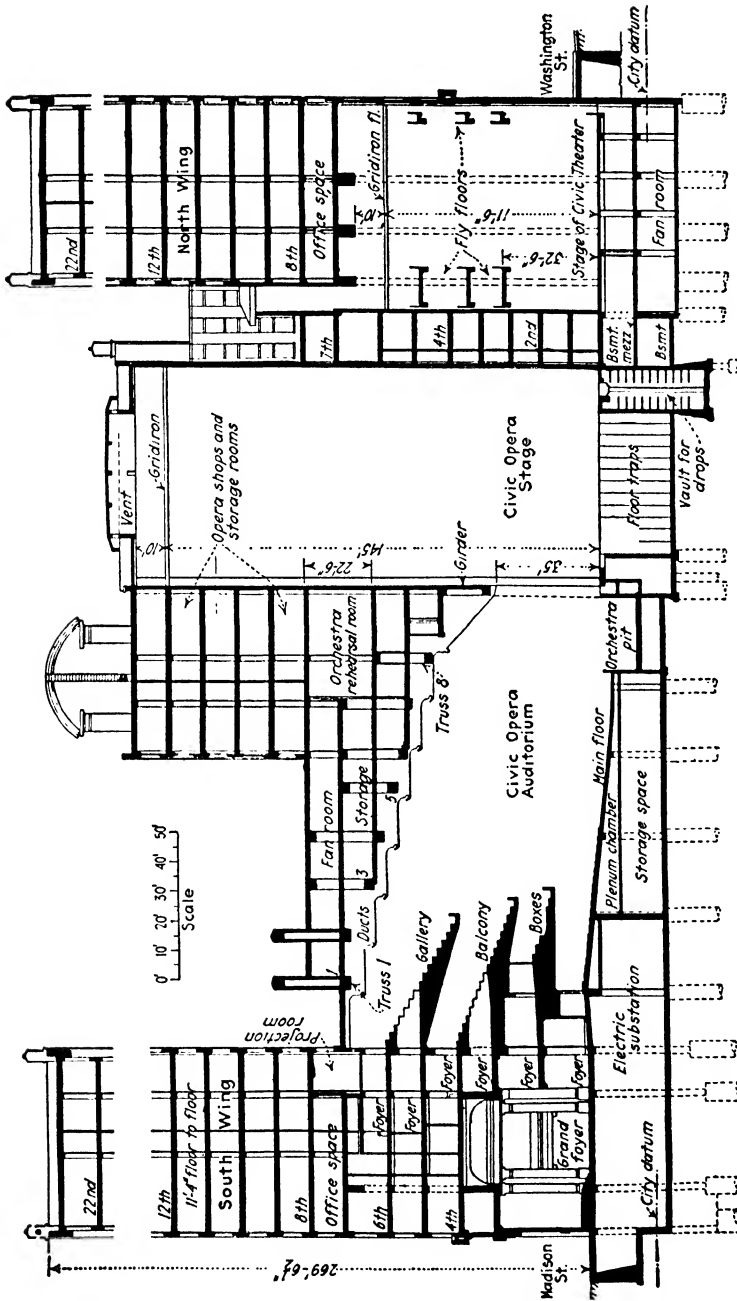 Washington
St.
City datum
22nd
12th
North Wing
8th
Office space
10'
Gridiron fl.
Fly floors
11'-6"
32'-6"
Stage of Civic Theater
Fan room
7th
4th
2nd
Bsmt.
mezz
Bsmt
Vent
Gridiron
10'
145'
Opera shops and
storage rooms
Civic Opera
Stage
Floor traps
Vault for
drops
22'-6"
Girder
35'
Orchestra
rehearsal room
Truss 8
Orchestra
pit
Fan room
Storage
5
3
Ducts
1
Truss 1
Civic Opera
Auditorium
Main floor
Plenum chamber
Storage space
0' 10' 20' 30' 40' 50'
Scale
Gallery
Balcony
Boxes
Electric
substation
Projection
room
22nd
12th
11'-4" floor to floor
South Wing
8th
Office space
6th
4th
Foyer
Foyer
Foyer
Foyer
Foyer
Foyer
Grand
foyer
City datum
269'-6½"
Madison
St.